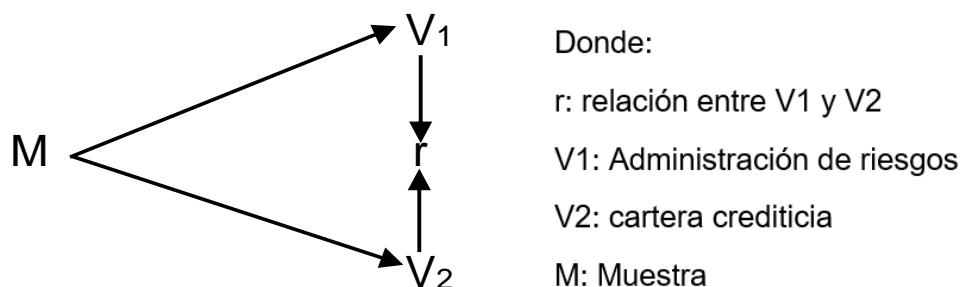 V1
Donde:
r: relación entre V1 y V2
M
r
V1: Administración de riesgos
V2: cartera crediticia
V2
M: Muestra